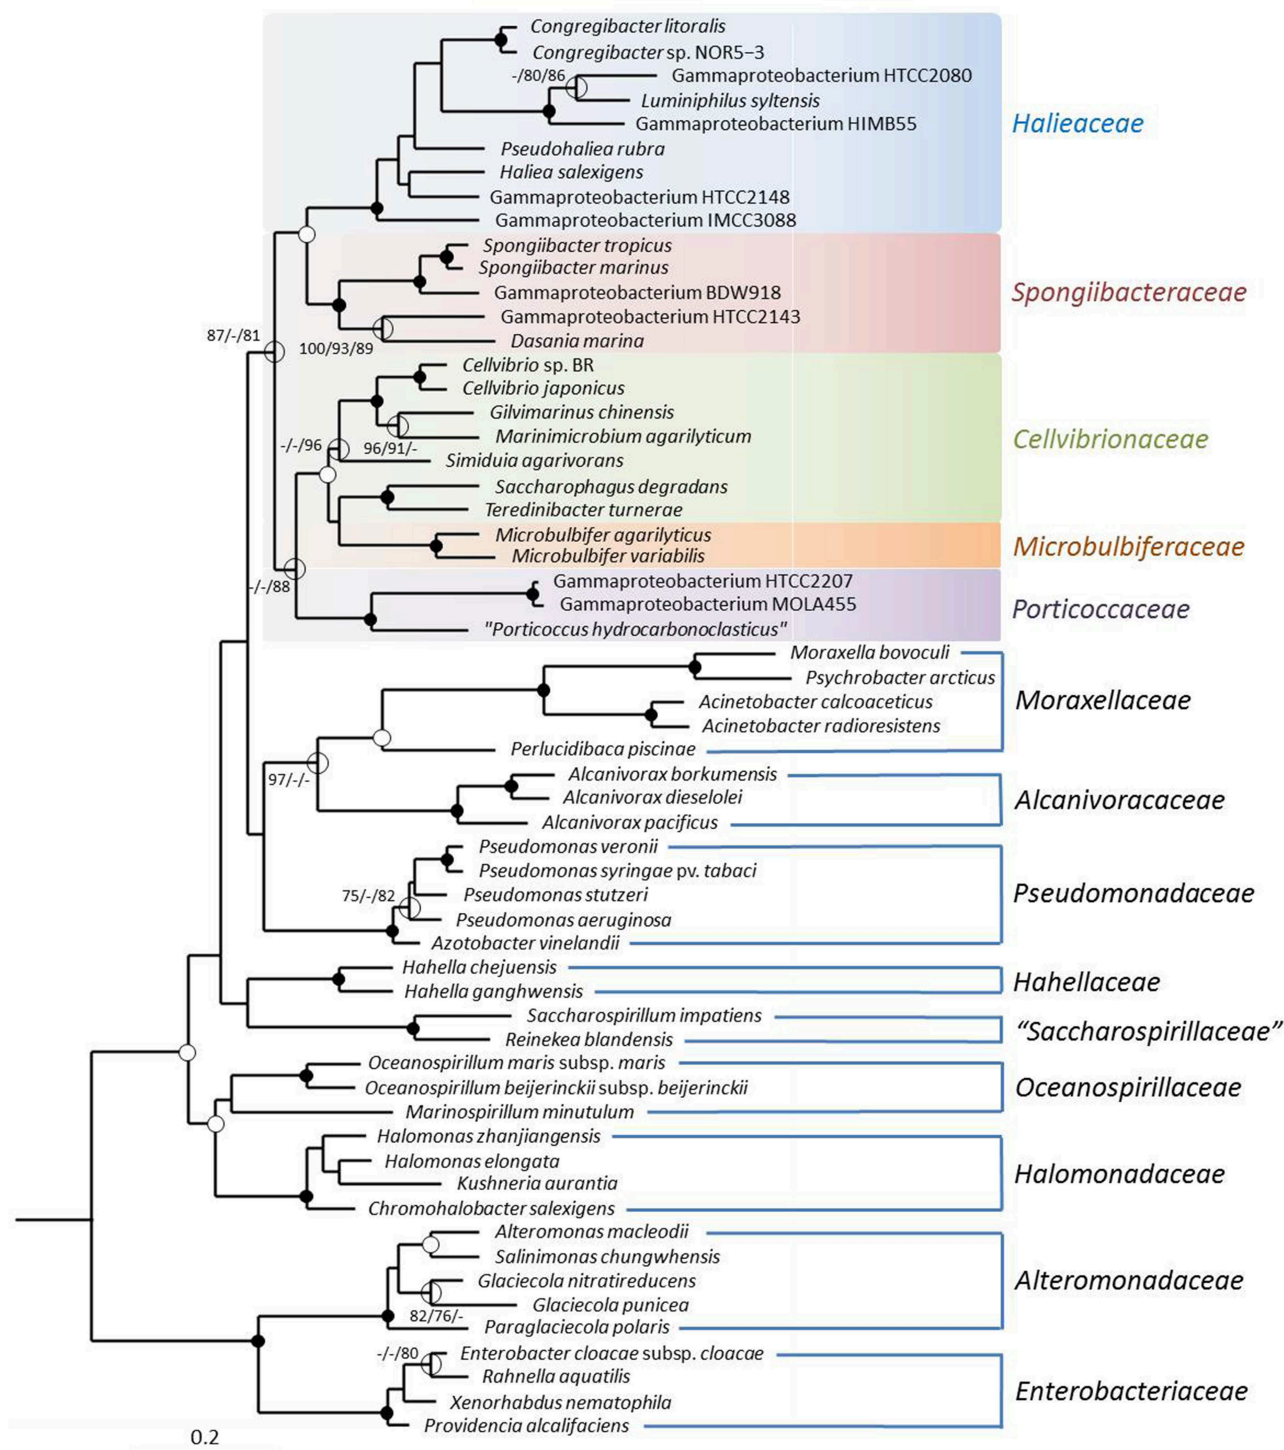 Congregibacter litoralis
Congregibacter sp. NOR5−3
-/80/86
Gammaproteobacterium HTCC2080
Luminiphilus syltensis
Gammaproteobacterium HIMB55
Halieaceae
Pseudohaliea rubra
Haliea salexigens
Gammaproteobacterium HTCC2148
Gammaproteobacterium IMCC3088
Spongiibacter tropicus
Spongiibacter marinus
Gammaproteobacterium BDW918
Spongiibacteraceae
Gammaproteobacterium HTCC2143
87/-/81
100/93/89
Dasania marina
Cellvibrio sp. BR
Cellvibrio japonicus
Gilvimarinus chinensis
Marinimicrobium agarilyticum
Cellvibrionaceae
-/-/96
96/91/-
Simiduia agarivorans
Saccharophagus degradans
Teredinibacter turnerae
Microbulbifer agarilyticus
Microbulbiferaceae
Microbulbifer variabilis
-/-/88
Gammaproteobacterium HTCC2207
Gammaproteobacterium MOLA455
Porticoccaceae
"Porticoccus hydrocarbonoclasticus"
Moraxella bovoculi
Psychrobacter arcticus
Moraxellaceae
Acinetobacter calcoaceticus
Acinetobacter radioresistens
Perlucidibaca piscinae
97/-/-
Alcanivorax borkumensis
Alcanivorax dieselolei
Alcanivoracaceae
Alcanivorax pacificus
Pseudomonas veronii
Pseudomonas syringae pv. tabaci
75/-/82
Pseudomonas stutzeri
Pseudomonadaceae
Pseudomonas aeruginosa
Azotobacter vinelandii
Hahella chejuensis
Hahellaceae
Hahella ganghwensis
Saccharospirillum impatiens
“Saccharospirillaceae”
Reinekea blandensis
Oceanospirillum maris subsp. maris
Oceanospirillum beijerinckii subsp. beijerinckii
Oceanospirillaceae
Marinospirillum minutulum
Halomonas zhanjiangensis
Halomonas elongata
Halomonadaceae
Kushneria aurantia
Chromohalobacter salexigens
Alteromonas macleodii
Salinimonas chungwhensis
Glaciecola nitratireducens
Alteromonadaceae
Glaciecola punicea
82/76/-
Paraglaciecola polaris
-/-/80
Enterobacter cloacae subsp. cloacae
Rahnella aquatilis
Enterobacteriaceae
Xenorhabdus nematophila
Providencia alcalifaciens
0.2